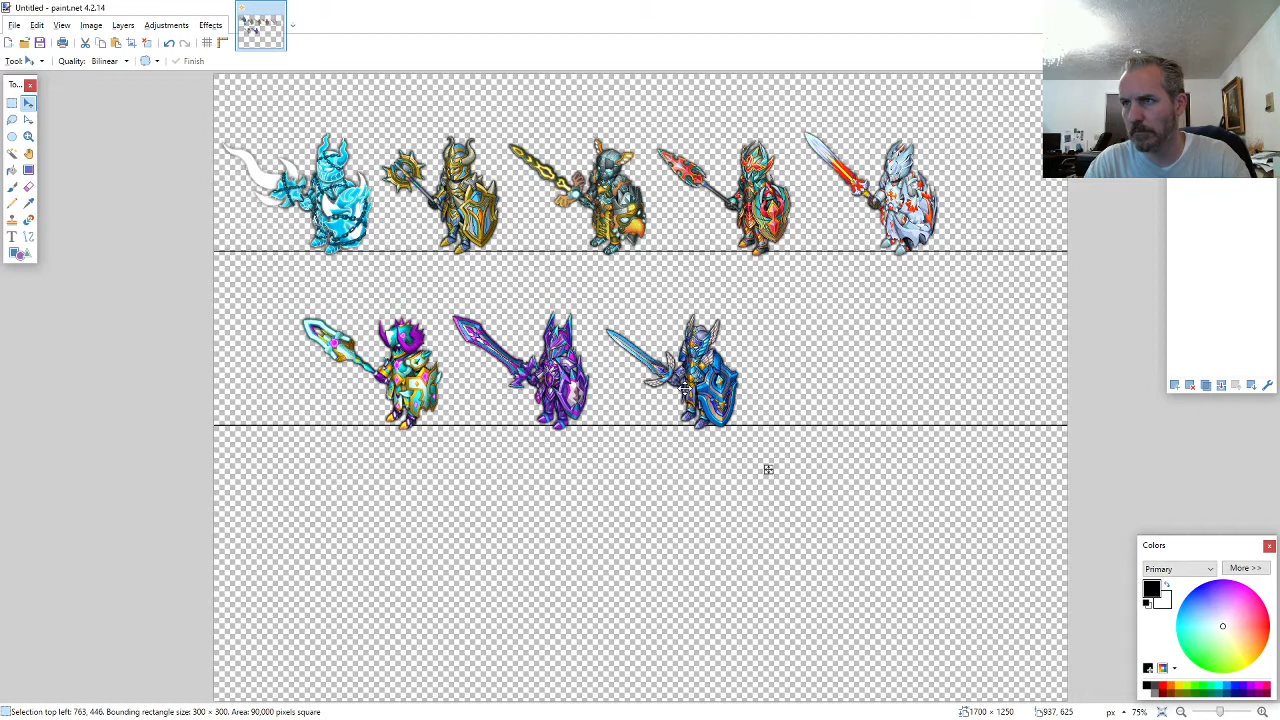 Untitled - paint.net 4.2.14
File Edit View Image Layers Adjustments Effects
Tool: Quality: Bilinear Finish
To...
Colors
Primary More >>
Selection top left: 763, 446. Bounding rectangle size: 300 × 300. Area: 90,000 pixels square 1700 × 1250 937, 625 px 75%